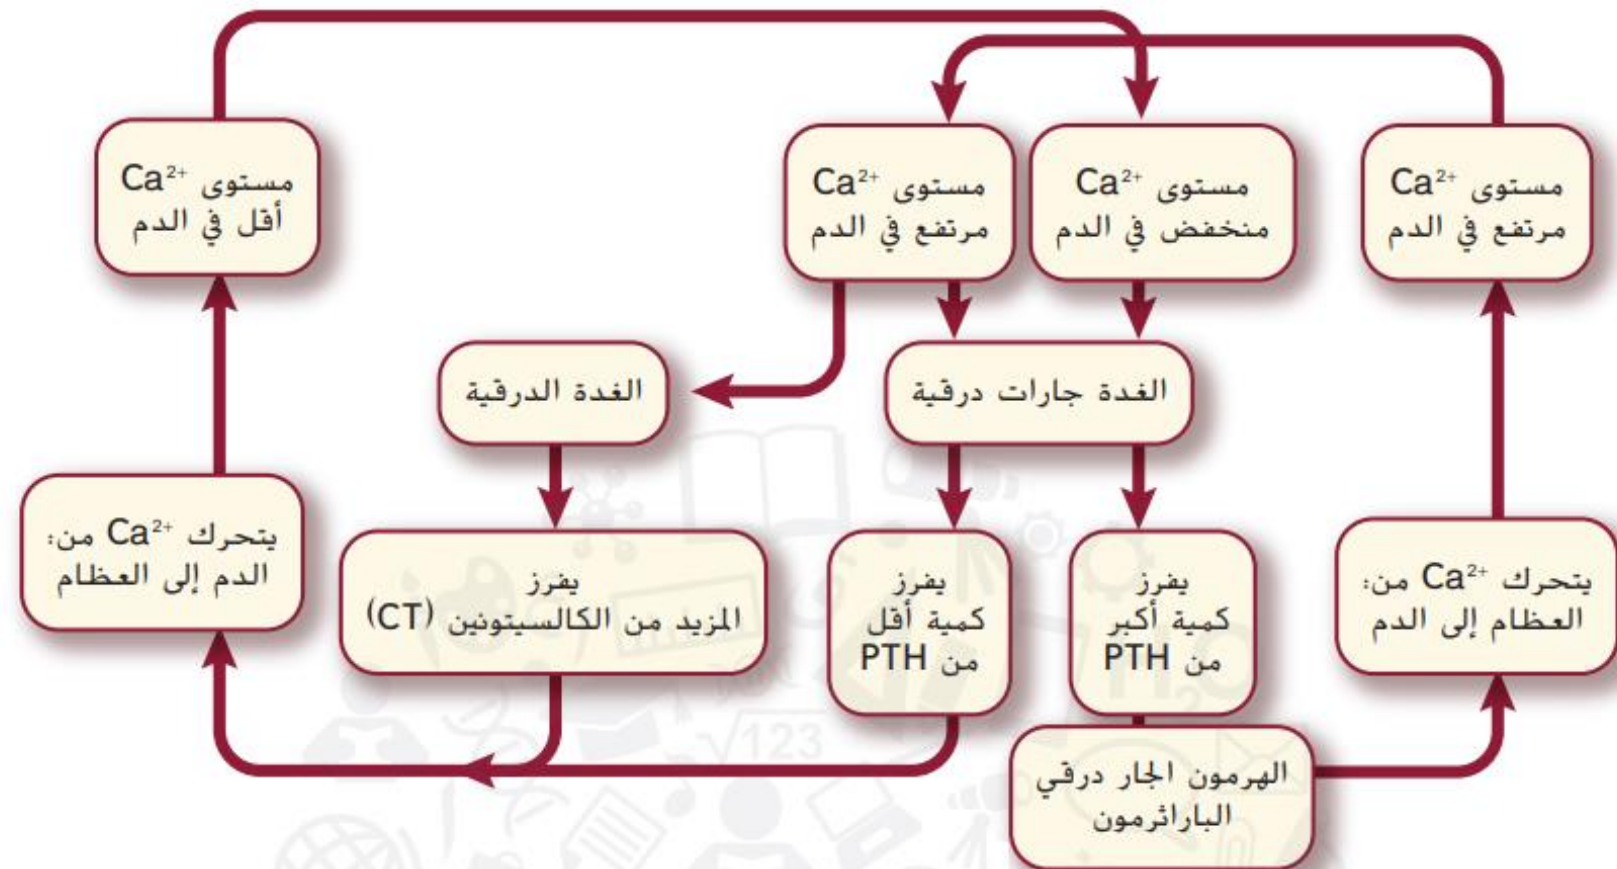 مستوى Ca²⁺
مرتفع في الدم
مستوى Ca²⁺
منخفض في الدم
مستوى Ca²⁺
مرتفع في الدم
مستوى Ca²⁺
أقل في الدم
الغدة جارات درقية
الغدة الدرقية
يتحرك Ca²⁺ من:
العظام إلى الدم
يفرز
كمية أكبر
من PTH
يفرز
كمية أقل
من PTH
يفرز
المزيد من الكالسيتونين (CT)
يتحرك Ca²⁺ من:
الدم إلى العظام
الهرمون الجار درقي
الباراثرمون
√123
H₂O